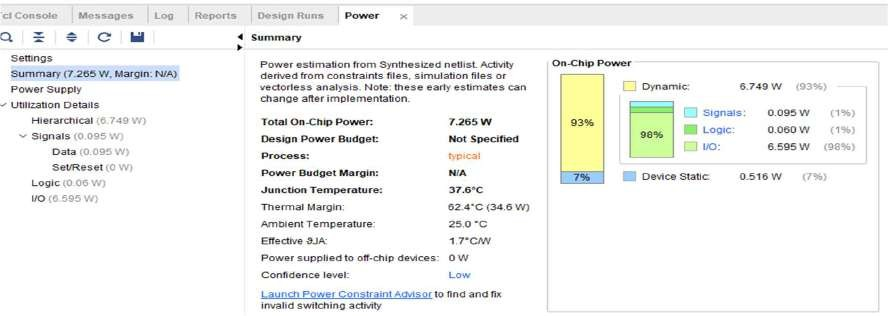 Tcl Console Messages Log Reports Design Runs Power ×
Summary
Settings
Summary (7.265 W, Margin: N/A)
Power Supply
Utilization Details
Hierarchical (6.749 W)
Signals (0.095 W)
Data (0.095 W)
Set/Reset (0 W)
Logic (0.06 W)
I/O (6.595 W)
Power estimation from Synthesized netlist. Activity
derived from constraints files, simulation files or
vectorless analysis. Note: these early estimates can
change after implementation.
Total On-Chip Power: 7.265 W
Design Power Budget: Not Specified
Process: typical
Power Budget Margin: N/A
Junction Temperature: 37.6°C
Thermal Margin: 62.4°C (34.6 W)
Ambient Temperature: 25.0 °C
Effective ϑJA: 1.7°C/W
Power supplied to off-chip devices: 0 W
Confidence level: Low
Launch Power Constraint Advisor to find and fix
invalid switching activity
On-Chip Power
93%
7%
Dynamic: 6.749 W (93%)
98%
Signals: 0.095 W (1%)
Logic: 0.060 W (1%)
I/O: 6.595 W (98%)
Device Static: 0.516 W (7%)